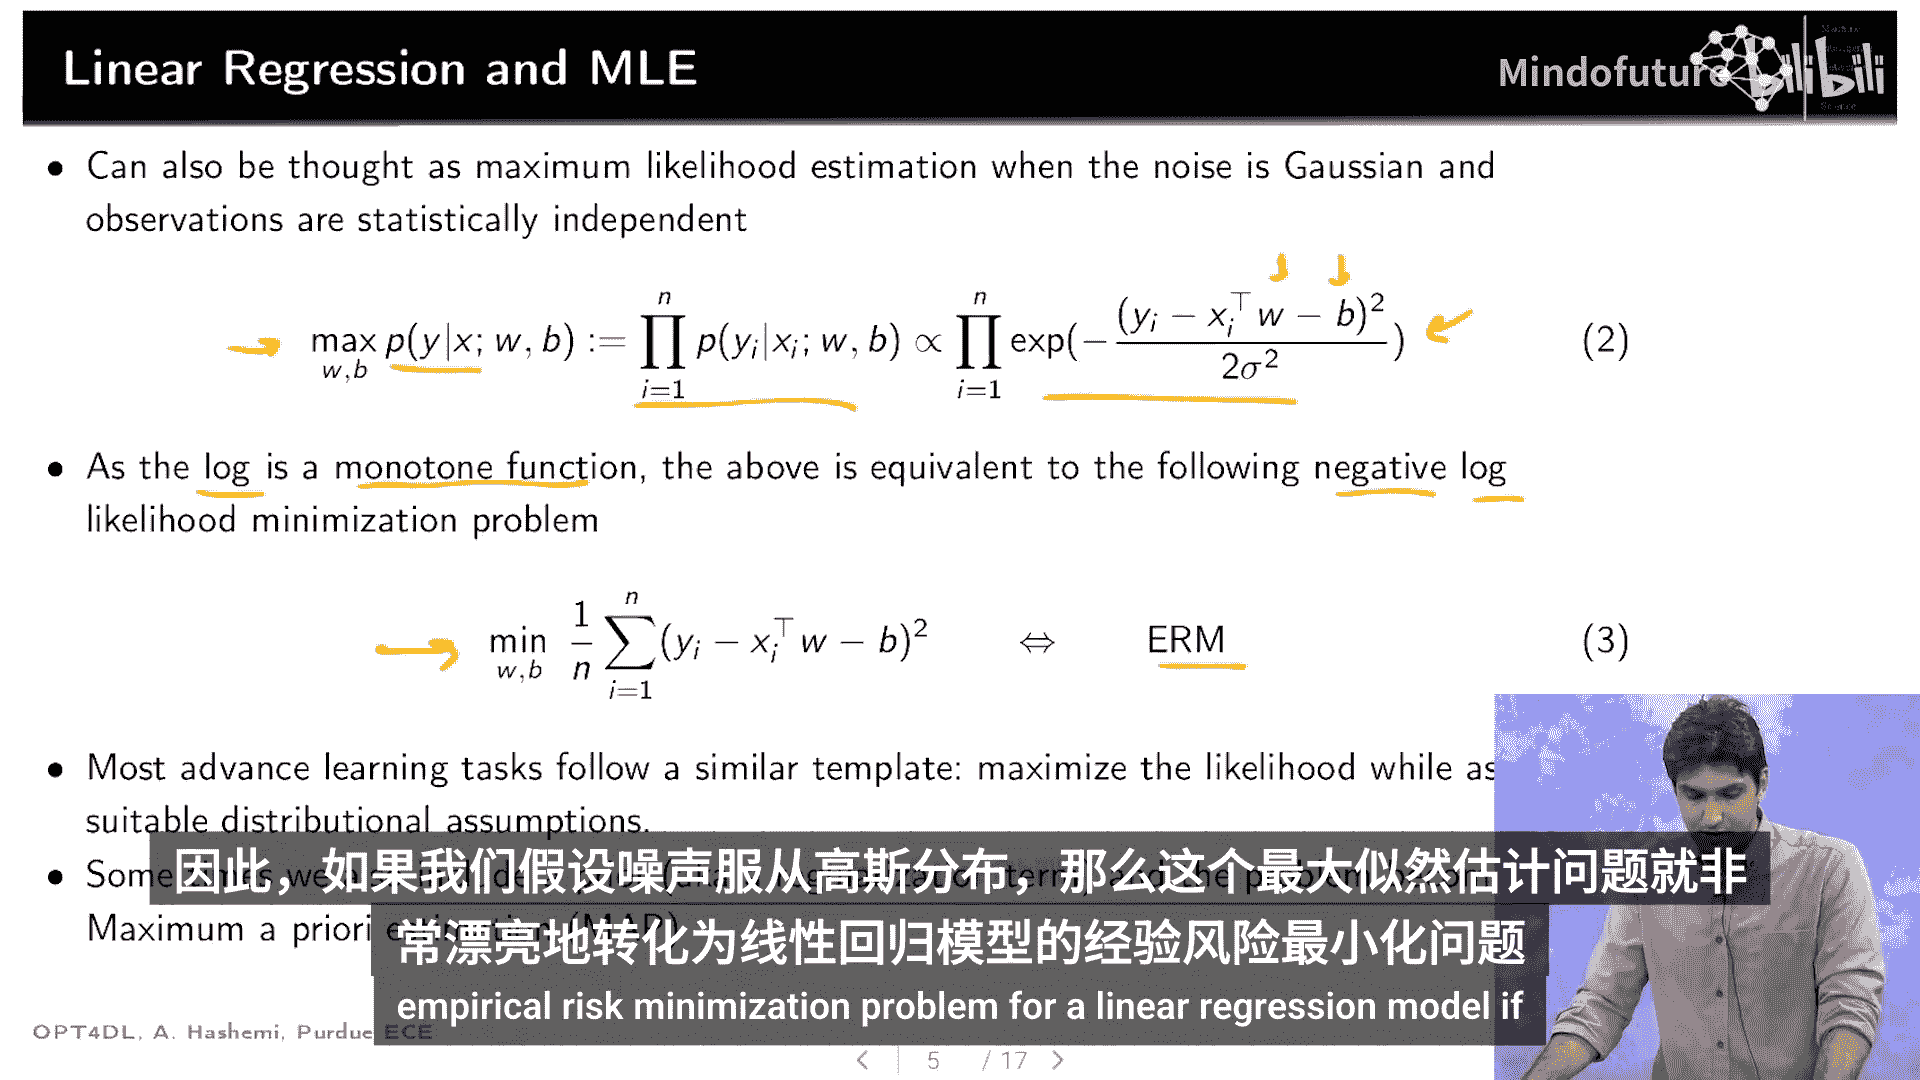 Linear Regression and MLE
Mindofuture bilibili
• Can also be thought as maximum likelihood estimation when the noise is Gaussian and
observations are statistically independent
max_{w,b} p(y|x; w, b) := ∏_{i=1}^{n} p(y_i|x_i; w, b) ∝ ∏_{i=1}^{n} exp(−(y_i − x_i^⊤ w − b)² / 2σ²) (2)
• As the log is a monotone function, the above is equivalent to the following negative log
likelihood minimization problem
min_{w,b} 1/n ∑_{i=1}^{n} (y_i − x_i^⊤ w − b)² ⇔ ERM (3)
• Most advance learning tasks follow a similar template: maximize the likelihood while as
suitable distributional assumptions.
• Some
Maximum a priori (MAP)
因此，如果我们假设噪声服从高斯分布，那么这个最大似然估计问题就非
常漂亮地转化为线性回归模型的经验风险最小化问题
empirical risk minimization problem for a linear regression model if
OPT4DL, A. Hashemi, Purdue ECE
5 / 17